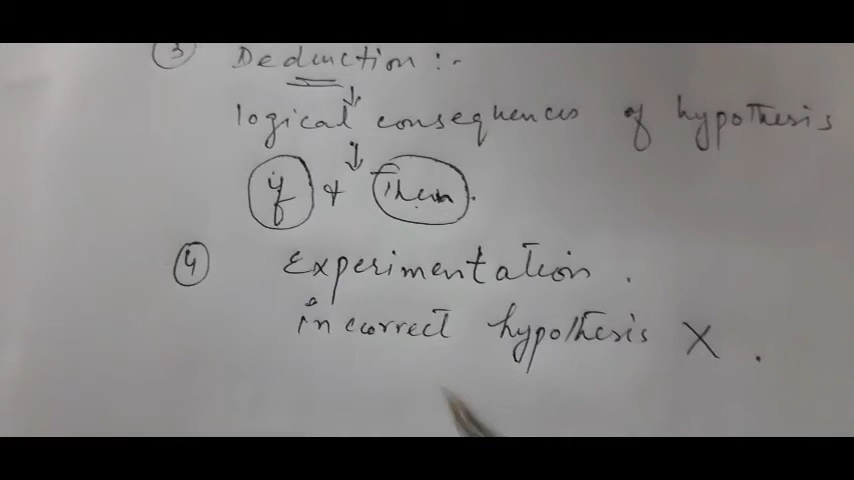 ③ Deduction :-
↓
logical consequences of hypothesis
↓
if & Then.
④ Experimentation.
incorrect hypothesis X.